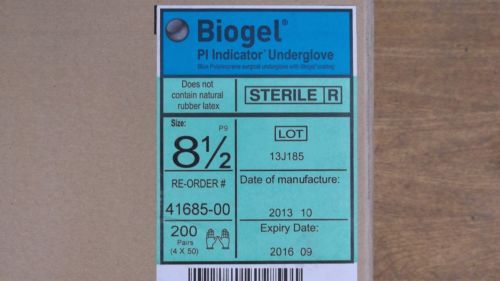 Biogel®
PI Indicator™ Underglove
Blue Polyisoprene surgical underglove with Biogel® coating
Does not
contain natural
rubber latex
STERILE R
Size:
P9
8½
LOT
13J185
RE-ORDER #
41685-00
Date of manufacture:
2013 10
200
Pairs
(4 X 50)
Expiry Date:
2016 09